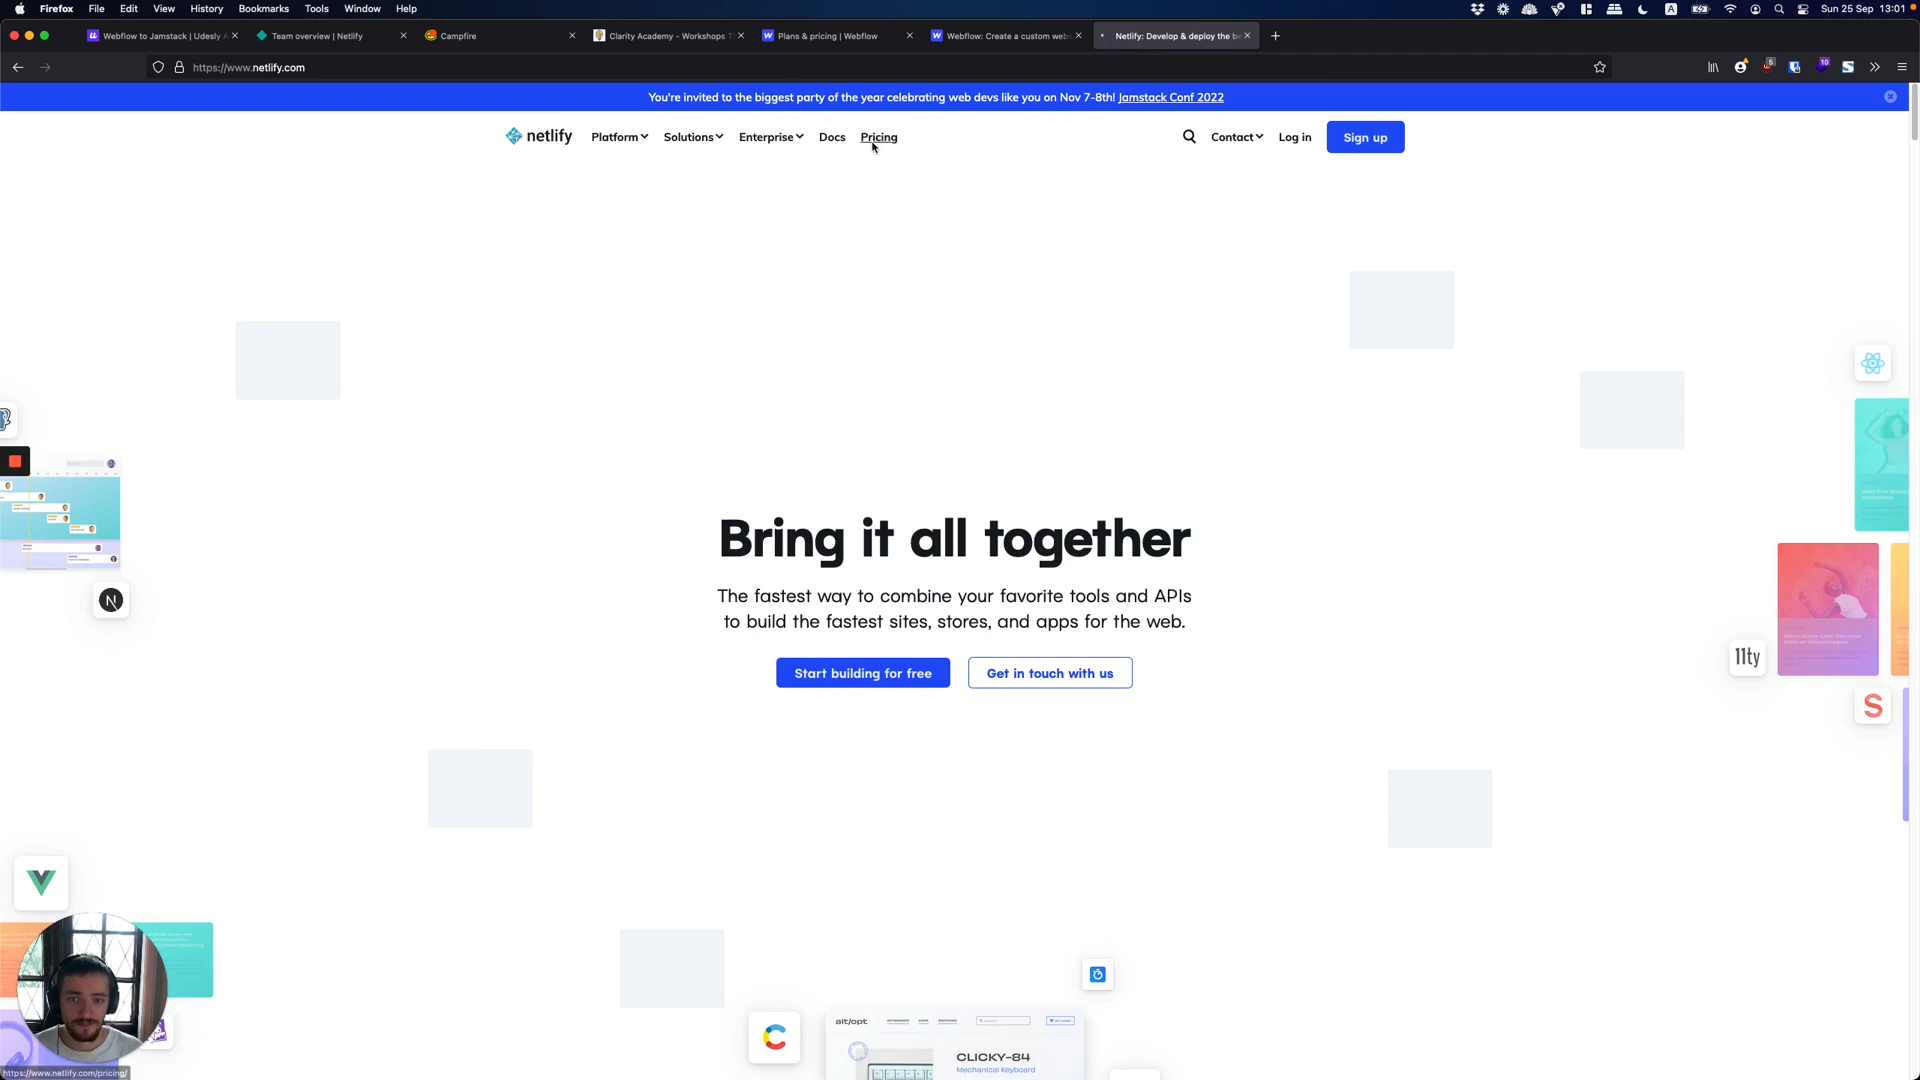 Firefox File Edit View History Bookmarks Tools Window Help
Sun 25 Sep 13:01
Webflow to Jamstack | Udesly
Team overview | Netlify
Campfire
Clarity Academy - Workshops
Plans & pricing | Webflow
Webflow: Create a custom webs
Netlify: Develop & deploy the be
https://www.netlify.com
You're invited to the biggest party of the year celebrating web devs like you on Nov 7-8th! Jamstack Conf 2022
netlify Platform Solutions Enterprise Docs Pricing Contact Log in Sign up
Bring it all together
The fastest way to combine your favorite tools and APIs
to build the fastest sites, stores, and apps for the web.
Start building for free
Get in touch with us
11ty
alt/opt
CLICKY-84
Mechanical Keyboard
https://www.netlify.com/pricing/